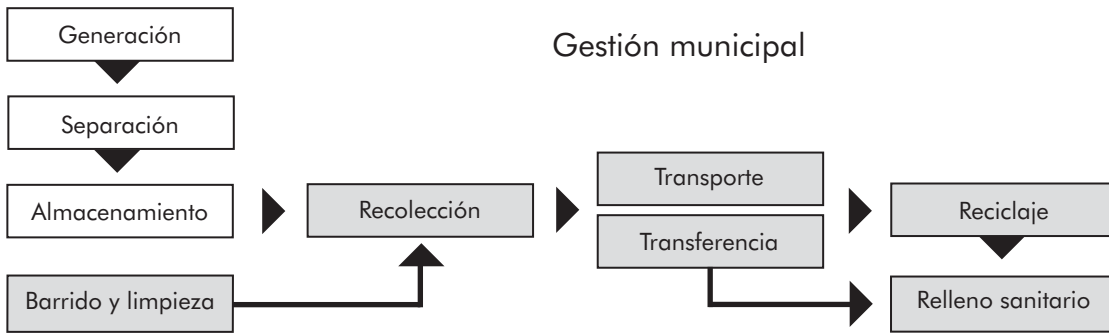 Generación
Gestión municipal
Separación
Almacenamiento
Recolección
Transporte
Transferencia
Reciclaje
Barrido y limpieza
Relleno sanitario